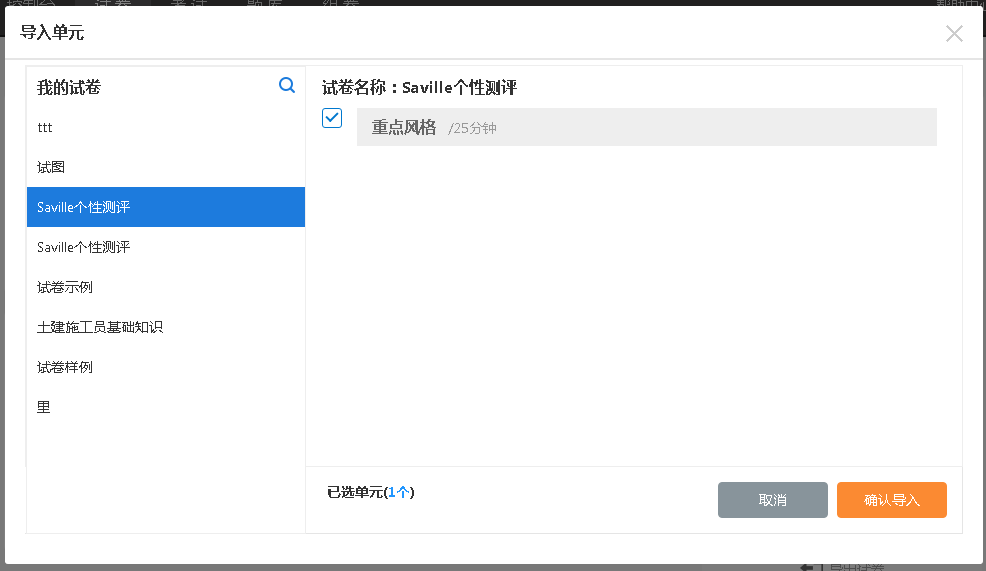 导入单元
我的试卷
ttt
试图
Saville个性测评
Saville个性测评
试卷示例
土建施工员基础知识
试卷样例
里
试卷名称：Saville个性测评
重点风格 /25分钟
已选单元(1个)
取消
确认导入